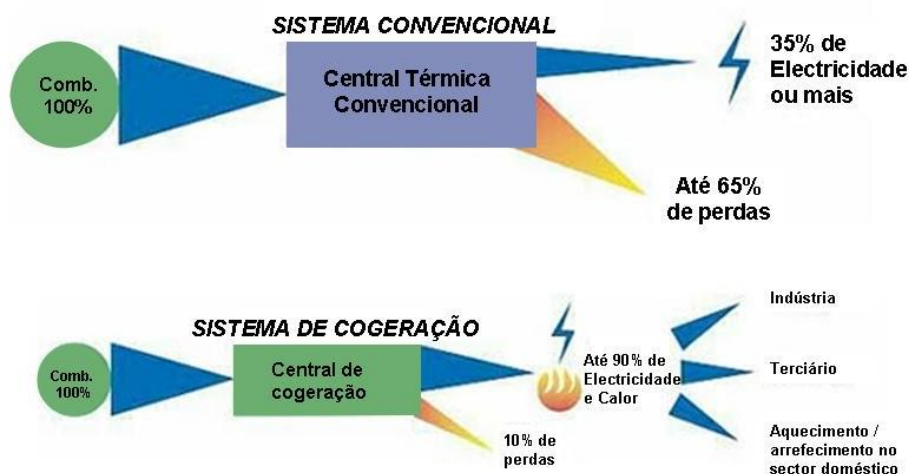 SISTEMA CONVENCIONAL
Comb.
100%
Central Térmica
Convencional
35% de
Electricidade
ou mais
Até 65%
de perdas
SISTEMA DE COGERAÇÃO
Comb.
100%
Central de
cogeração
10% de
perdas
Até 90% de
Electricidade
e Calor
Indústria
Terciário
Aquecimento /
arrefecimento no
sector doméstico